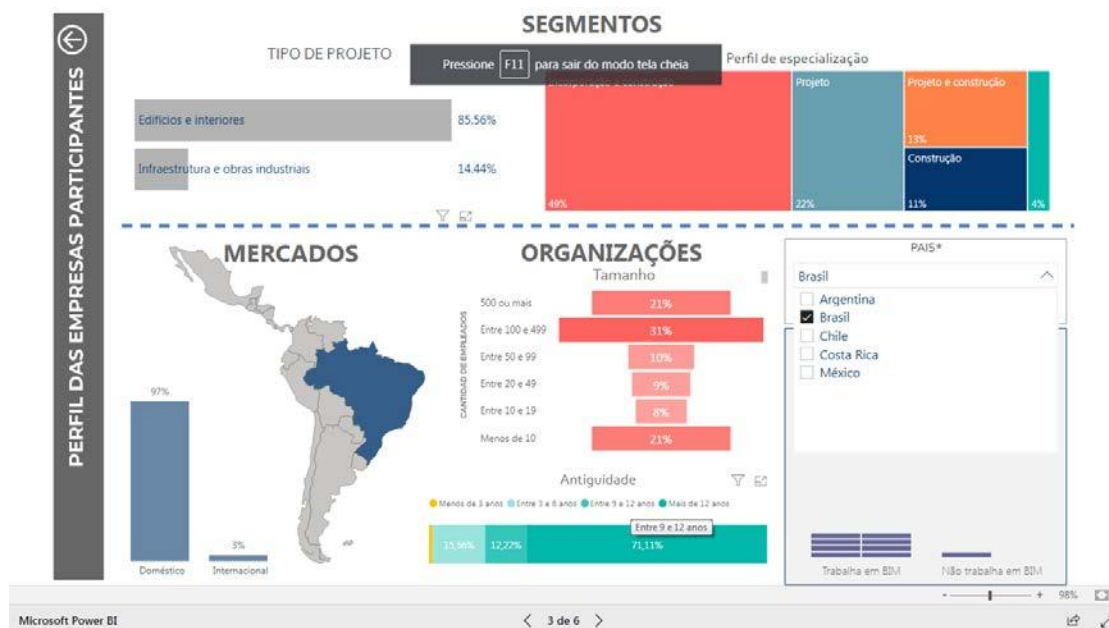 PERFIL DAS EMPRESAS PARTICIPANTES
SEGMENTOS
TIPO DE PROJETO
Pressione F11 para sair do modo tela cheia
Perfil de especialização
Edifícios e interiores
85.56%
Infraestrutura e obras industriais
14.44%
Incorporação e construção
49%
Projeto
22%
Projeto e construção
13%
Construção
11%
4%
MERCADOS
97%
3%
Doméstico
Internacional
ORGANIZAÇÕES
Tamanho
CANTIDAD DE EMPLEADOS
500 ou mais
21%
Entre 100 e 499
31%
Entre 50 e 99
10%
Entre 20 e 49
9%
Entre 10 e 19
8%
Menos de 10
21%
Antiguidade
Menos de 3 anos
Entre 3 e 8 anos
Entre 9 e 12 anos
Mais de 12 anos
Entre 9 e 12 anos
15,56%
12,22%
71,11%
PAIS*
Brasil
Argentina
Brasil
Chile
Costa Rica
México
Trabalha em BIM
Não trabalha em BIM
- + 98%
Microsoft Power BI
3 de 6